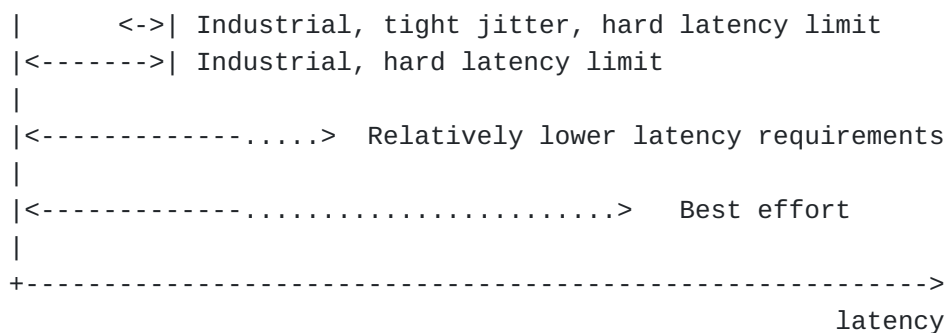 |      <->| Industrial, tight jitter, hard latency limit
|<------->| Industrial, hard latency limit
|
|<-------------.....>  Relatively lower latency requirements
|
|<-------------........................>   Best effort
|
+---------------------------------------------------------->
                                                     latency